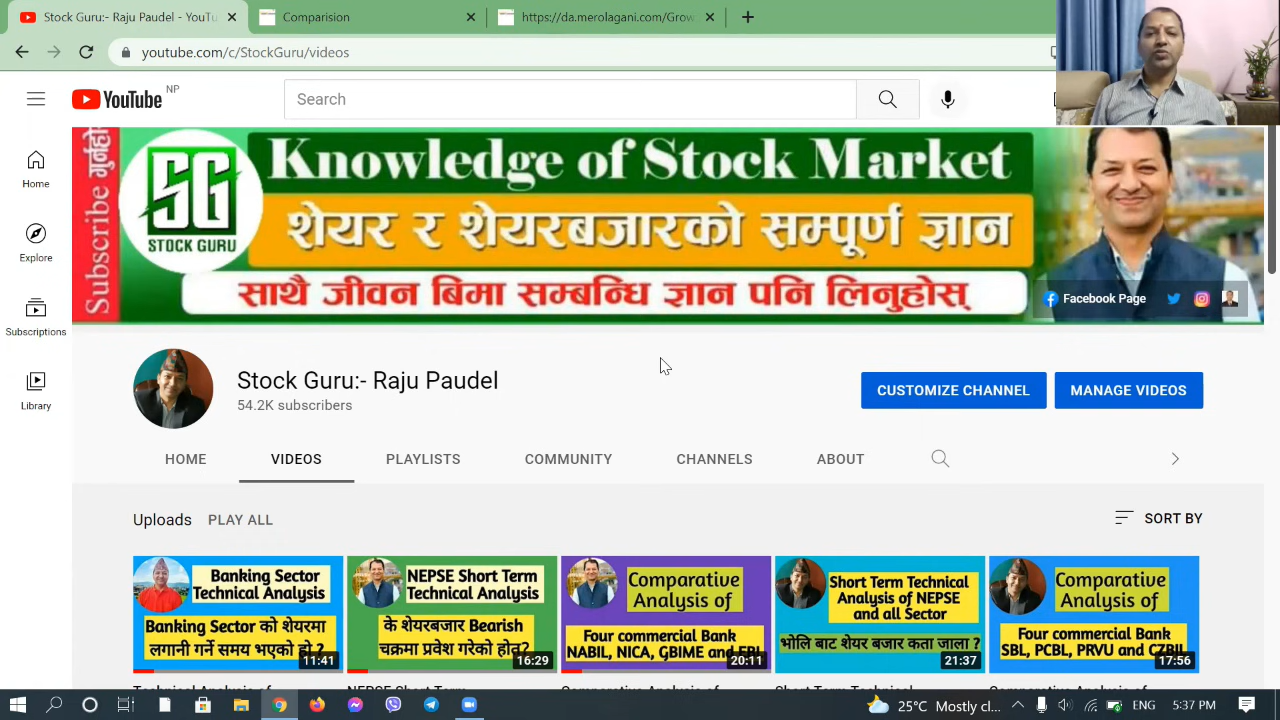 Stock Guru:- Raju Paudel - YouTu
Comparision
https://da.merolagani.com/Grow
youtube.com/c/StockGuru/videos
YouTube NP
Search
Home
Explore
Subscriptions
Library
Subscribe गर्नुहोस्
SG
STOCK GURU
Knowledge of Stock Market
शेयर र शेयरबजारको सम्पूर्ण ज्ञान
साथै जीवन बिमा सम्बन्धि ज्ञान पनि लिनुहोस्
Facebook Page
Stock Guru:- Raju Paudel
54.2K subscribers
CUSTOMIZE CHANNEL
MANAGE VIDEOS
HOME VIDEOS PLAYLISTS COMMUNITY CHANNELS ABOUT
Uploads PLAY ALL
SORT BY
Banking Sector
Technical Analysis
Banking Sector को शेयरमा
लगानी गर्ने समय भएको हो ?
11:41
NEPSE Short Term
Technical Analysis
के शेयरबजार Bearish
चक्रमा प्रवेश गरेको होत?
16:29
Comparative
Analysis of
Four commercial Bank
NABIL, NICA, GBIME and EBL
20:11
Short Term Technical
Analysis of NEPSE
and all Sector
भोलि बाट शेयर बजार कता जाला ?
21:37
Comparative
Analysis of
Four commercial Bank
SBL, PCBL, PRVU and CZBIL
17:56
25°C Mostly cl...
ENG
5:37 PM